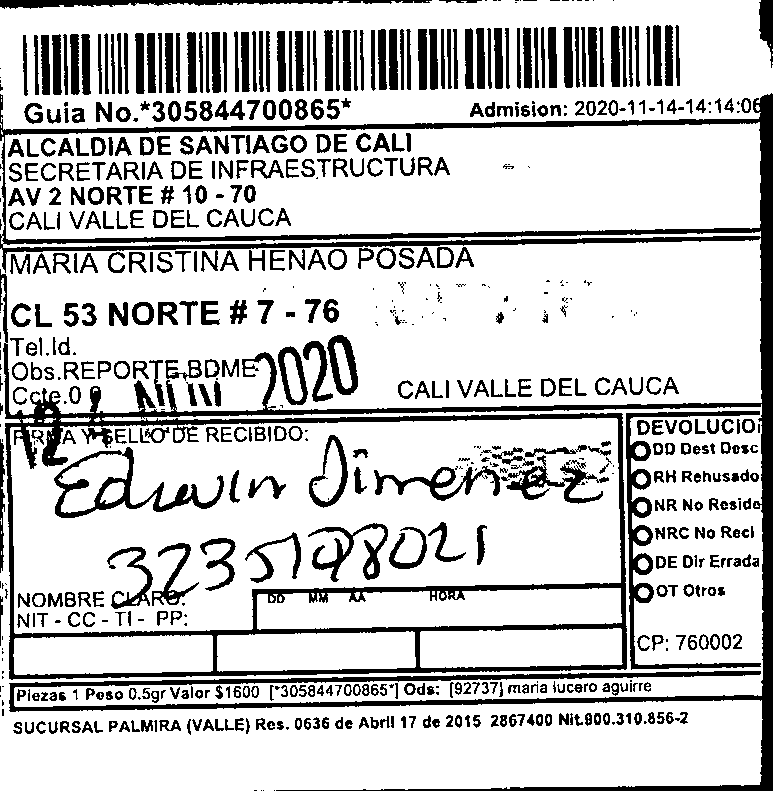 Guia No.*305844700865*
Admision: 2020-11-14-14:14:06
ALCALDIA DE SANTIAGO DE CALI
SECRETARIA DE INFRAESTRUCTURA
AV 2 NORTE # 10 - 70
CALI VALLE DEL CAUCA
MARIA CRISTINA HENAO POSADA
CL 53 NORTE # 7 - 76
Tel.Id.
Obs.REPORTE BDME
2020
Ccte.0 0
CALI VALLE DEL CAUCA
FIRMA Y SELLO DE RECIBIDO:
Edwin Jimenez
3235198021
NOMBRE CLARO:
NIT - CC - TI - PP:
DD MM AA HORA
DEVOLUCION
DD Dest Desc
RH Rehusado
NR No Reside
NRC No Recl
DE Dir Errada
OT Otros
CP: 760002
Piezas 1 Peso 0.5gr Valor $1600 [*305844700865*] Ods: [92737] maria lucero aguirre
SUCURSAL PALMIRA (VALLE) Res. 0636 de Abril 17 de 2015 2867400 Nit.900.310.856-2